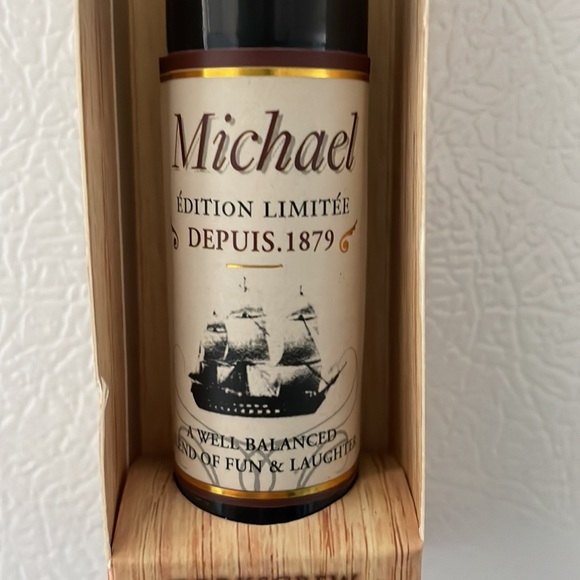 Michael
ÉDITION LIMITÉE
DEPUIS.1879
A WELL BALANCED
OF FUN & LAUGHTER